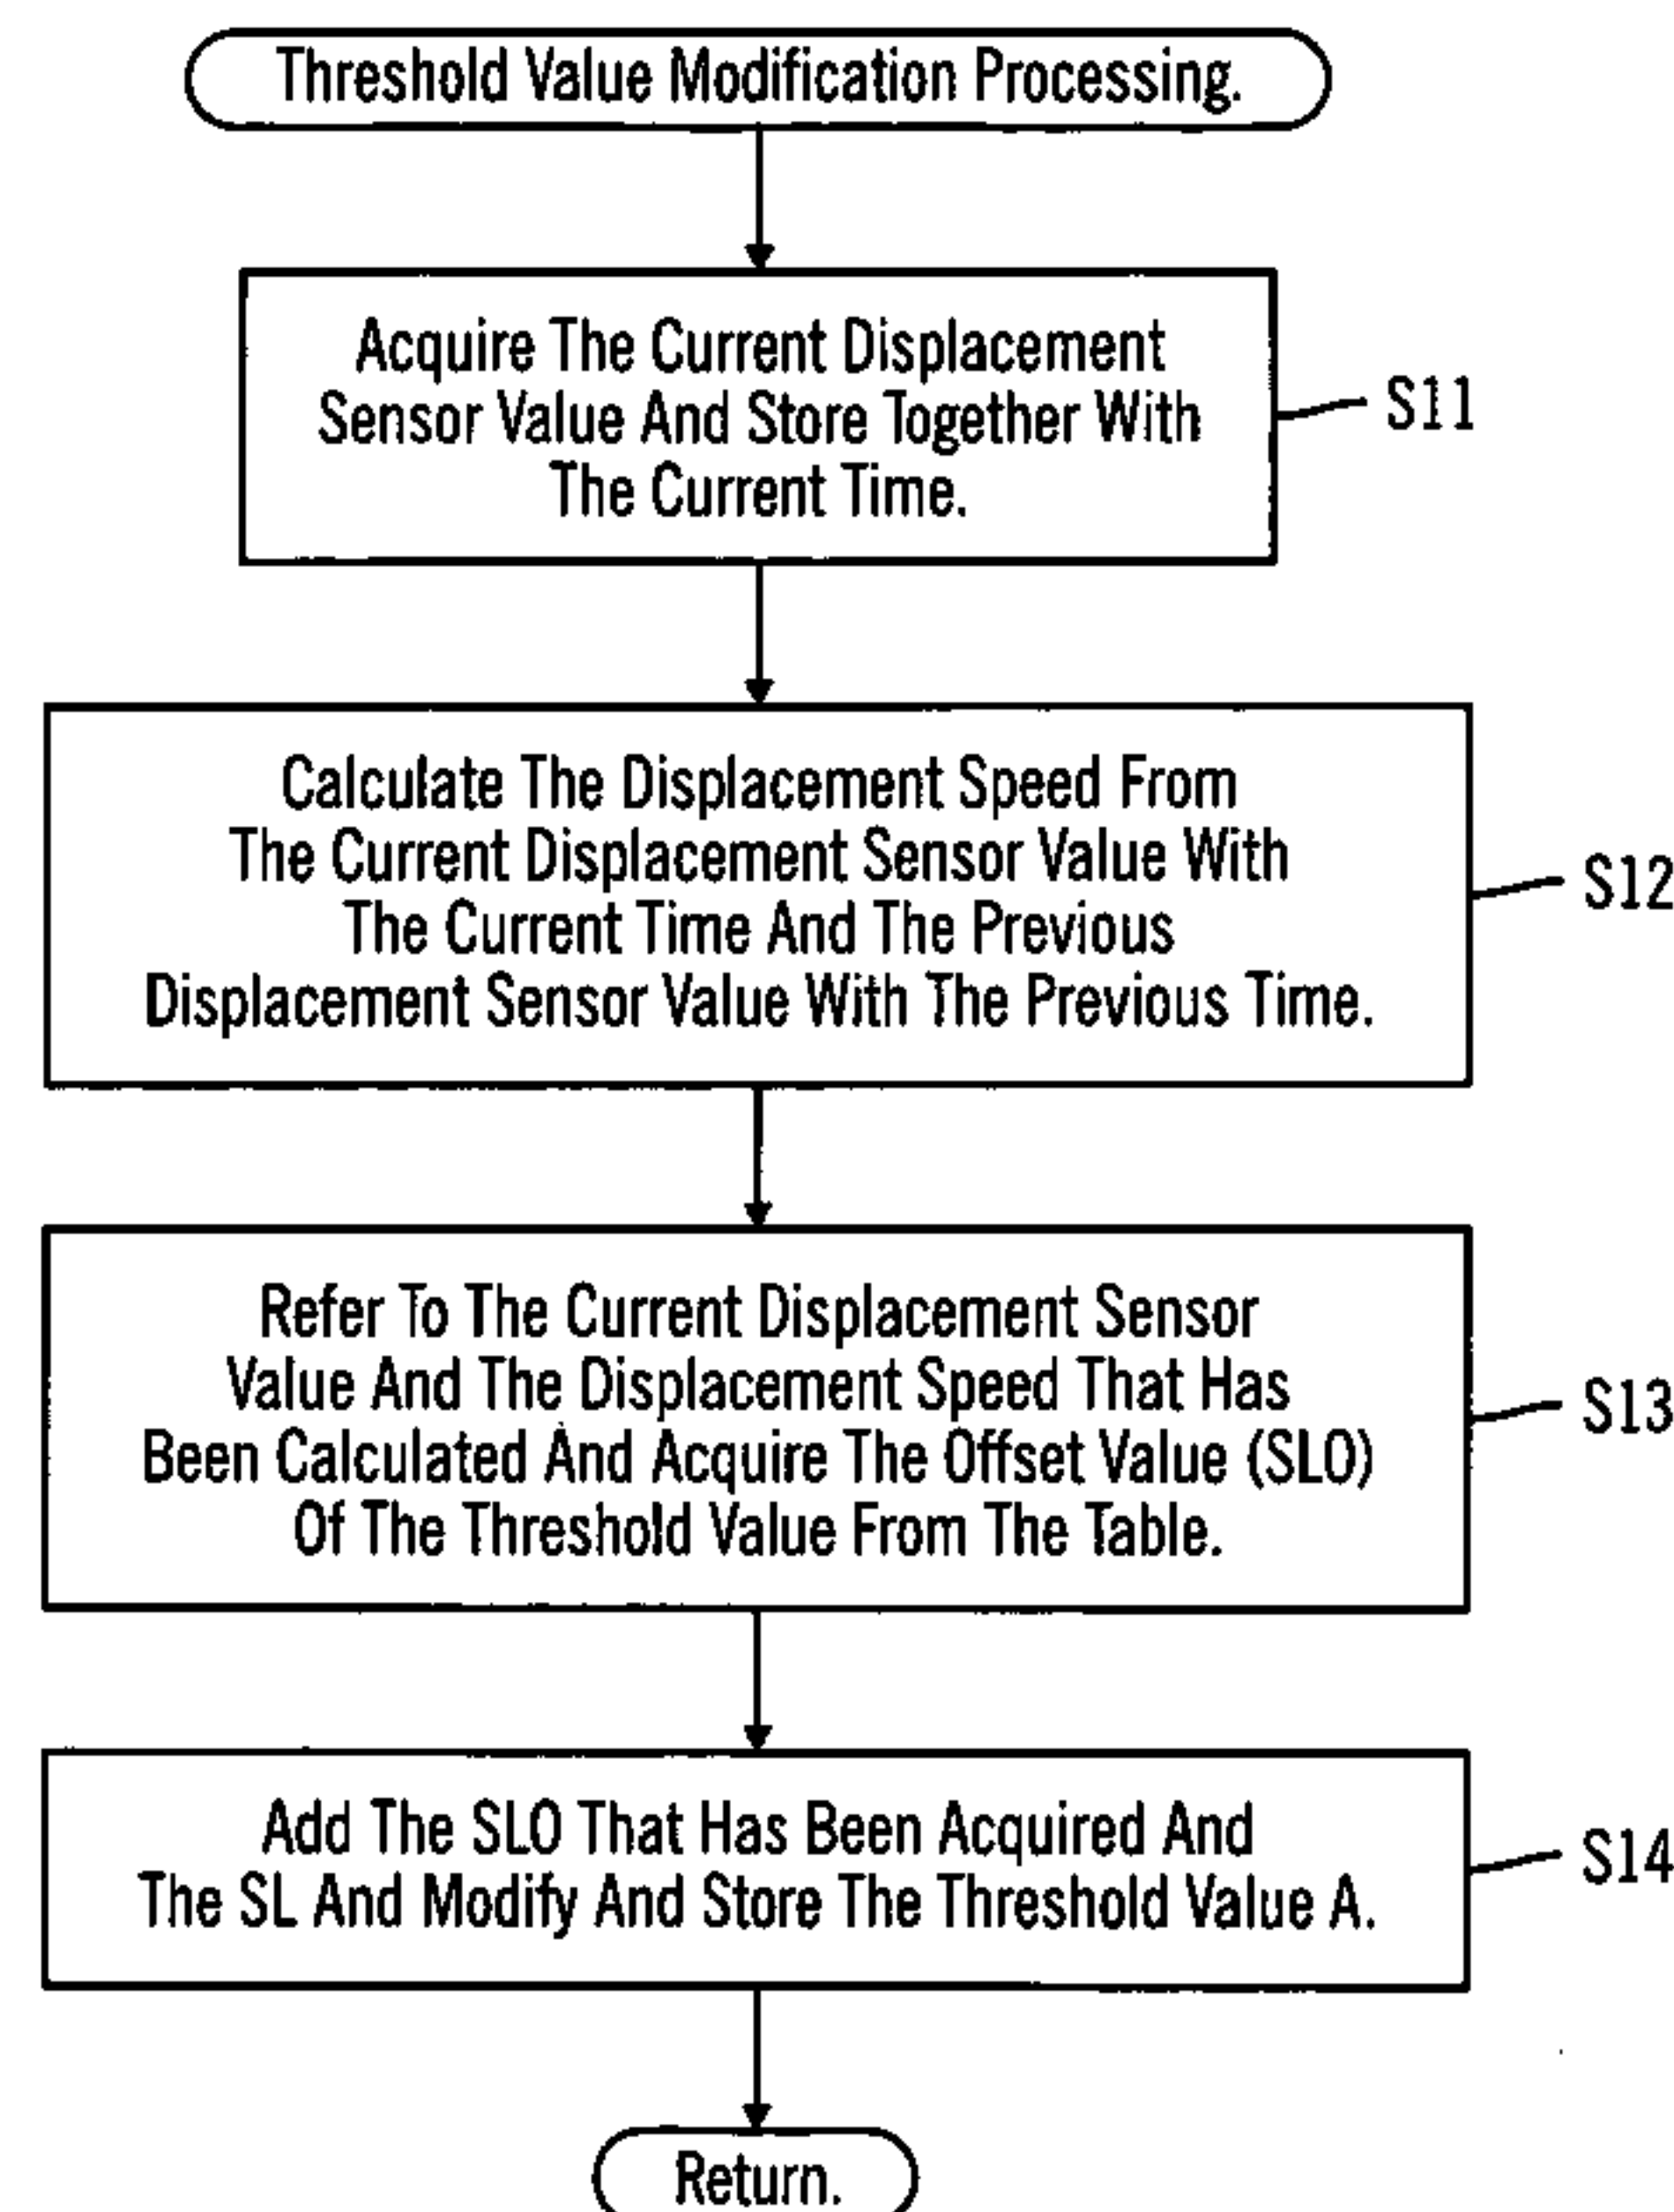 Threshold Value Modification Processing.
Acquire The Current Displacement
Sensor Value And Store Together With
The Current Time.
S11
Calculate The Displacement Speed From
The Current Displacement Sensor Value With
The Current Time And The Previous
Displacement Sensor Value With The Previous Time.
S12
Refer To The Current Displacement Sensor
Value And The Displacement Speed That Has
Been Calculated And Acquire The Offset Value (SLO)
Of The Threshold Value From The Table.
S13
Add The SLO That Has Been Acquired And
The SL And Modify And Store The Threshold Value A.
S14
Return.